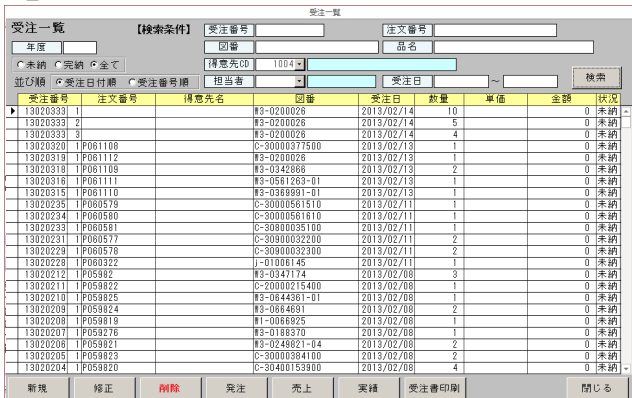 受注一覧
受注一覧 【検索条件】 受注番号 注文番号
年度 図番 品名
未納 完納 全て 得意先CD 1004
並び順 受注日付順 受注番号順 担当者 受注日 ～ 検索
受注番号 注文番号 得意先名 図番 受注日 数量 単価 金額 状況
13020333 1 W3-0200026 2013/02/14 10 0 未納
13020333 2 W3-0200026 2013/02/14 5 0 未納
13020333 3 W3-0200026 2013/02/14 4 0 未納
13020320 1 P061108 C-30000377500 2013/02/13 1 0 未納
13020319 1 P061112 W3-0200026 2013/02/13 1 0 未納
13020318 1 P061109 W3-0342866 2013/02/13 2 0 未納
13020316 1 P061111 W3-0561263-01 2013/02/13 1 0 未納
13020315 1 P061110 W3-0369991-01 2013/02/13 1 0 未納
13020235 1 P060579 C-30000561510 2013/02/11 1 0 未納
13020234 1 P060580 C-30000561610 2013/02/11 1 0 未納
13020233 1 P060581 C-30800035100 2013/02/11 1 0 未納
13020231 1 P060577 C-30900032200 2013/02/11 2 0 未納
13020229 1 P060578 C-30900032300 2013/02/11 2 0 未納
13020228 1 P060322 j-01006145 2013/02/11 1 0 未納
13020212 1 P05982 W3-0347174 2013/02/08 3 0 未納
13020211 1 P059822 C-20000215400 2013/02/08 1 0 未納
13020210 1 P059825 W3-0644361-01 2013/02/08 1 0 未納
13020209 1 P059824 W3-0664691 2013/02/08 2 0 未納
13020208 1 P059819 W1-0066925 2013/02/08 1 0 未納
13020207 1 P059276 W3-0188370 2013/02/08 1 0 未納
13020206 1 P059821 W3-0249821-04 2013/02/08 2 0 未納
13020205 1 P059823 C-30000384100 2013/02/08 2 0 未納
13020204 1 P059820 C-30400153900 2013/02/08 4 0 未納
新規 修正 削除 発注 売上 実績 受注書印刷 閉じる